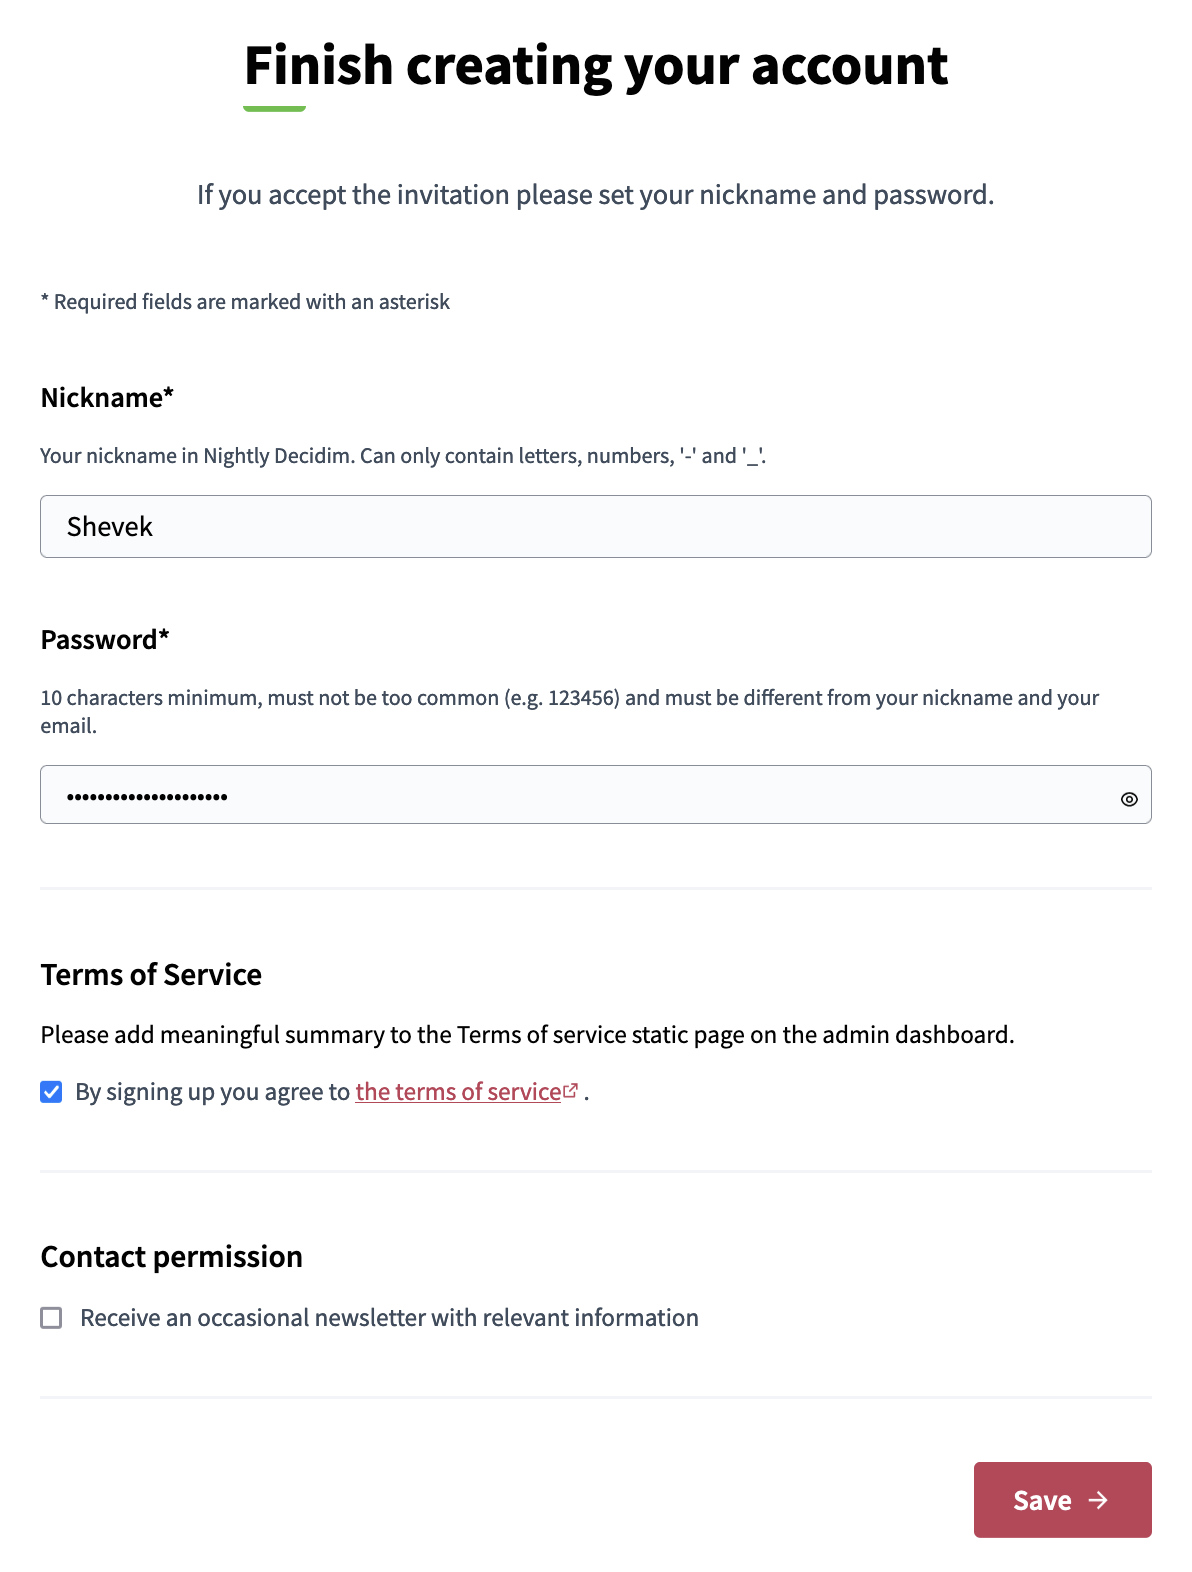 Finish creating your account
If you accept the invitation please set your nickname and password.
* Required fields are marked with an asterisk
Nickname*
Your nickname in Nightly Decidim. Can only contain letters, numbers, '-' and '_'.
Shevek
Password*
10 characters minimum, must not be too common (e.g. 123456) and must be different from your nickname and your
email.
•••••••••••••••••••••
Terms of Service
Please add meaningful summary to the Terms of service static page on the admin dashboard.
By signing up you agree to the terms of service .
Contact permission
Receive an occasional newsletter with relevant information
Save →